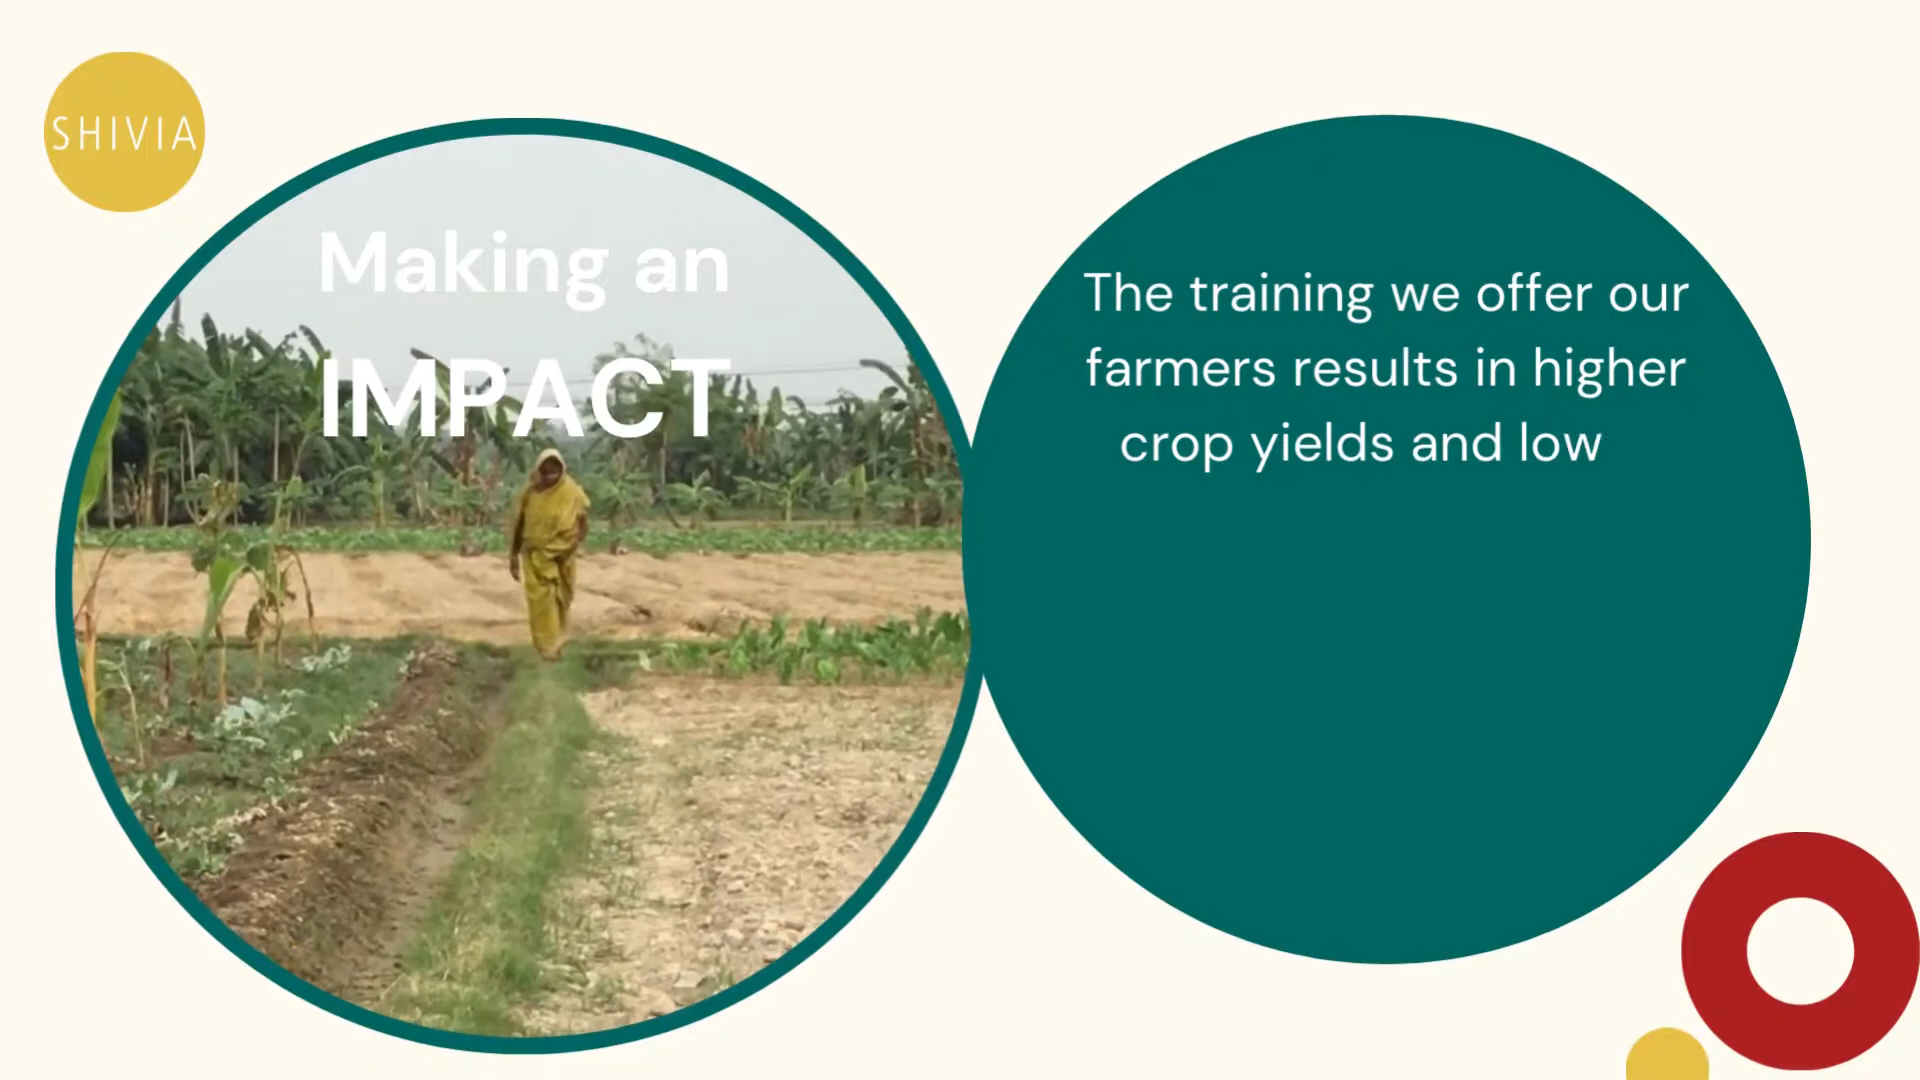 SHIVIA
Making an
IMPACT
The training we offer our
farmers results in higher
crop yields and low